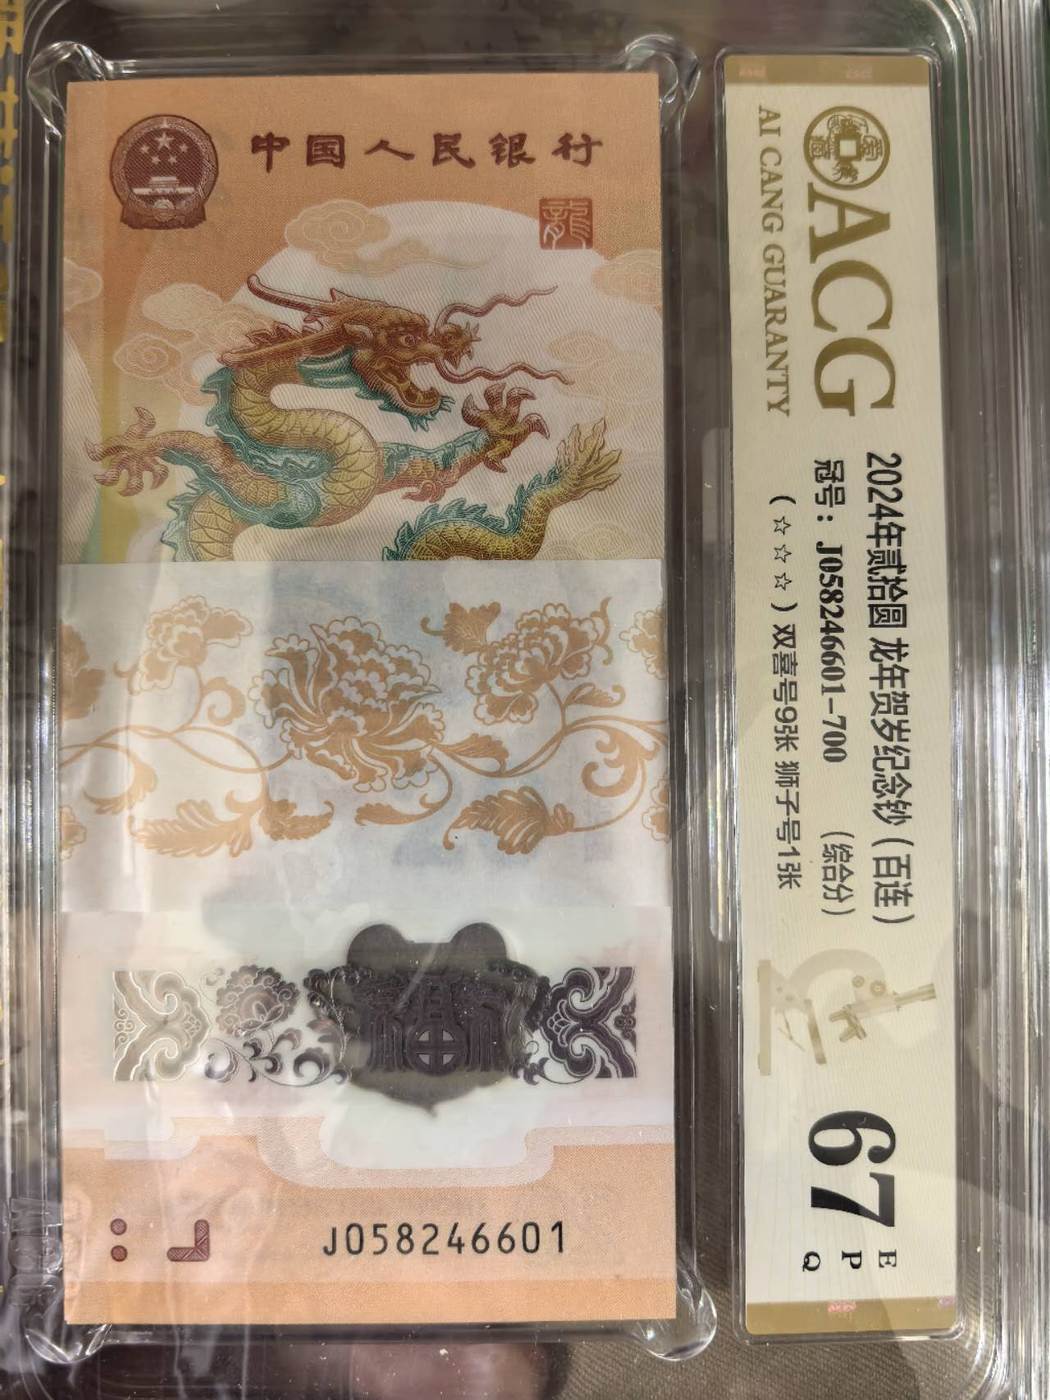 中国人民银行
龍
J058246601
ACG
AI CANG GUARANTY
2024年贰拾圆 龙年贺岁纪念钞（百连）
冠号：J058246601-700 （综合分）
（☆☆☆）双喜号9张 狮子号1张
67
E
P
Q